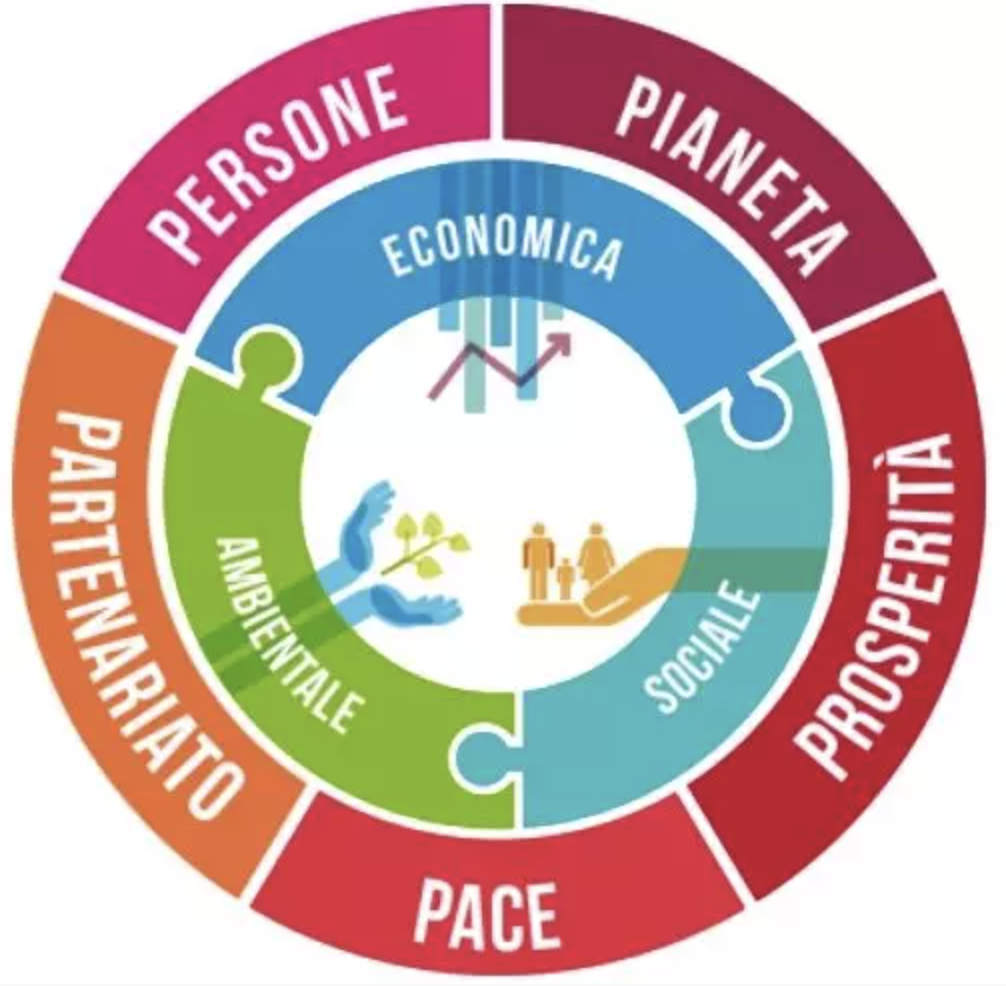 PERSONE
PIANETA
ECONOMICA
PARTENARIATO
AMBIENTALE
SOCIALE
PROSPERITÀ
PACE